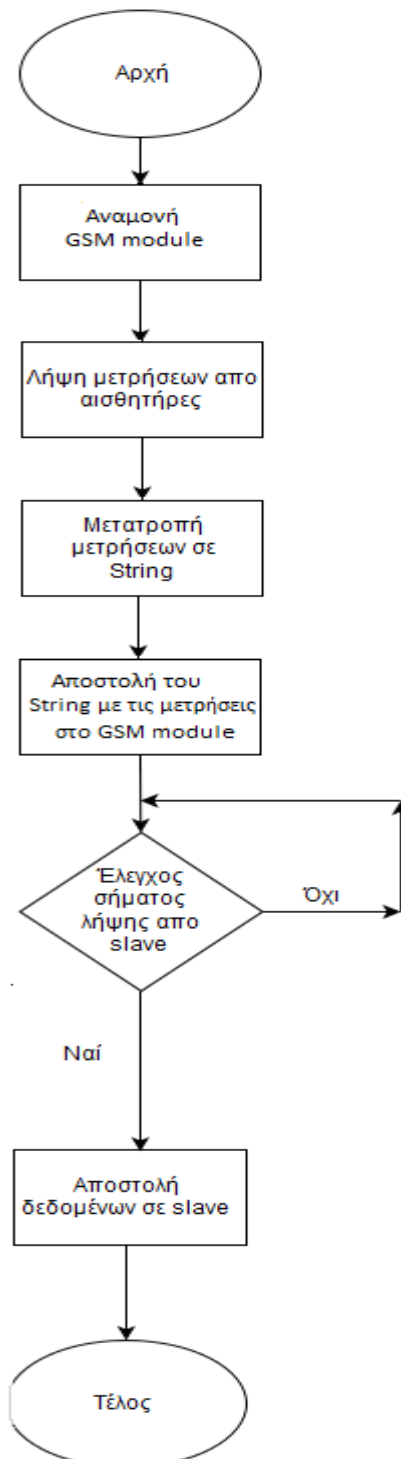 Αρχή
Αναμονή
GSM module
Λήψη μετρήσεων απο
αισθητήρες
Μετατροπή
μετρήσεων σε
String
Αποστολή του
String με τις μετρήσεις
στο GSM module
Έλεγχος
σήματος
λήψης απο
slave
Όχι
Ναί
Αποστολή
δεδομένων σε slave
Τέλος